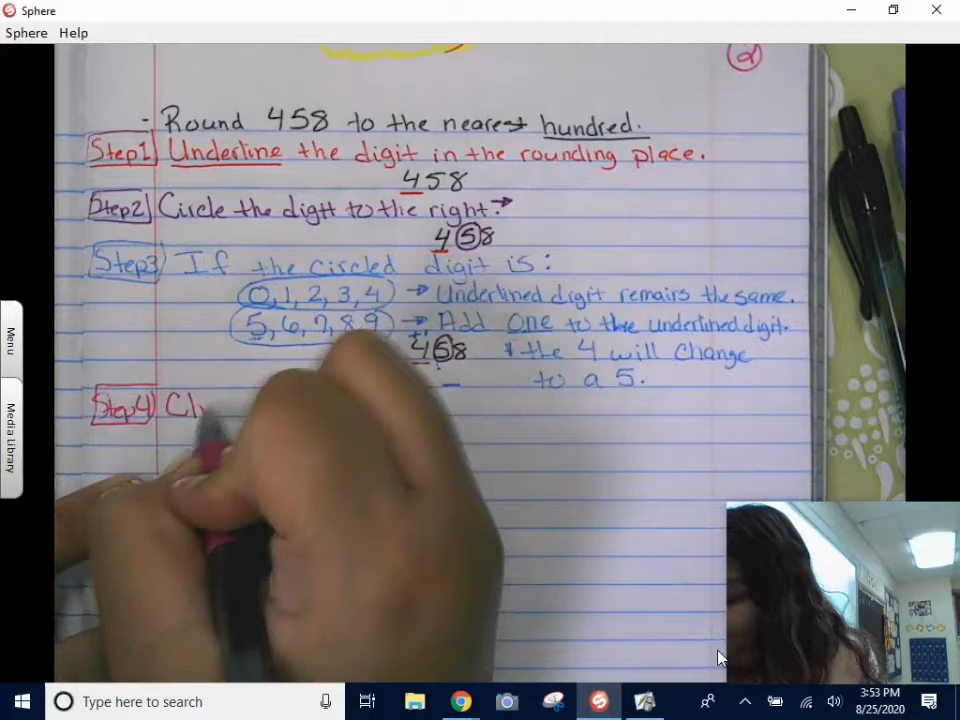 Sphere
Sphere Help
2
- Round 458 to the nearest hundred.
Step1 Underline the digit in the rounding place.
458
Step2 Circle the digit to the right.→
458
Step3 If the circled digit is:
0, 1, 2, 3, 4 → Underlined digit remains the same.
5, 6, 7, 8, 9 → Add One to the underlined digit.
458 * the 4 will change
to a 5.
Step4 Ch
Menu
Media Library
Type here to search
3:53 PM
8/25/2020